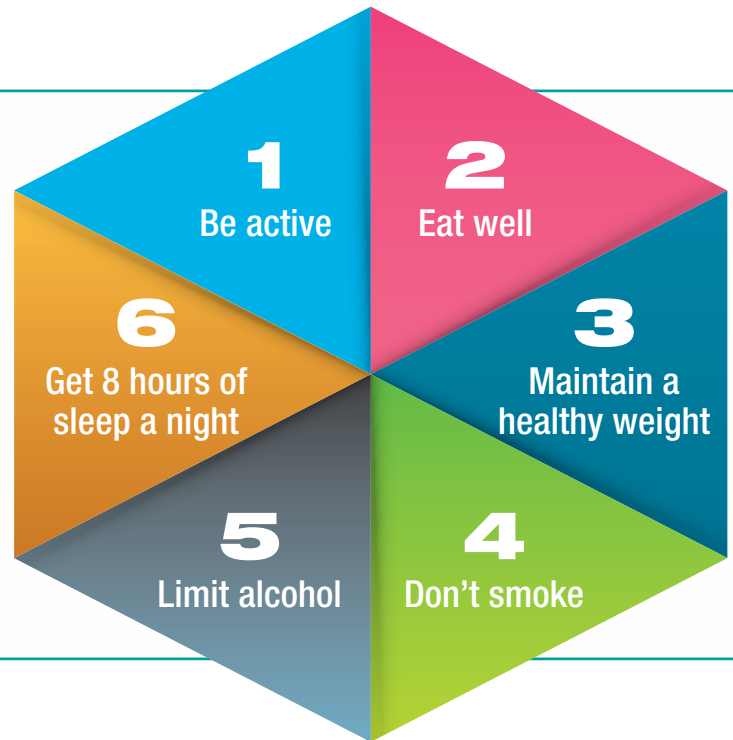 1
Be active
2
Eat well
3
Maintain a
healthy weight
4
Don’t smoke
5
Limit alcohol
6
Get 8 hours of
sleep a night